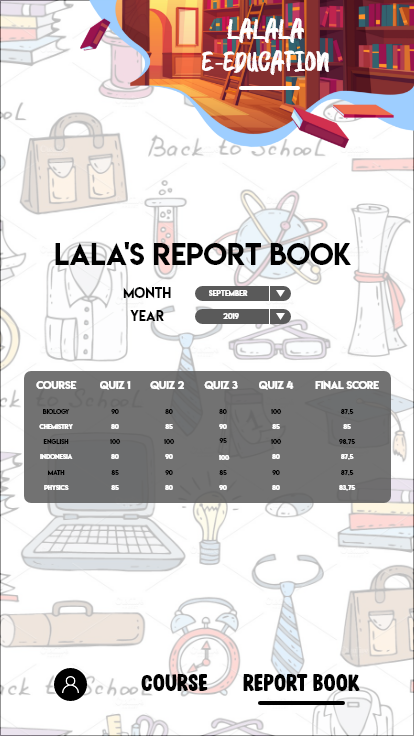 LALALA
E-EDUCATION
Back to School
LALA'S REPORT BOOK
MONTH SEPTEMBER
YEAR 2019
COURSE QUIZ 1 QUIZ 2 QUIZ 3 QUIZ 4 FINAL SCORE
BIOLOGY 90 80 80 100 87,5
CHEMISTRY 80 85 90 85 85
ENGLISH 100 100 95 100 98,75
INDONESIA 80 90 100 80 87,5
MATH 85 90 85 90 87,5
PHYSICS 85 80 90 80 83,75
COURSE REPORT BOOK